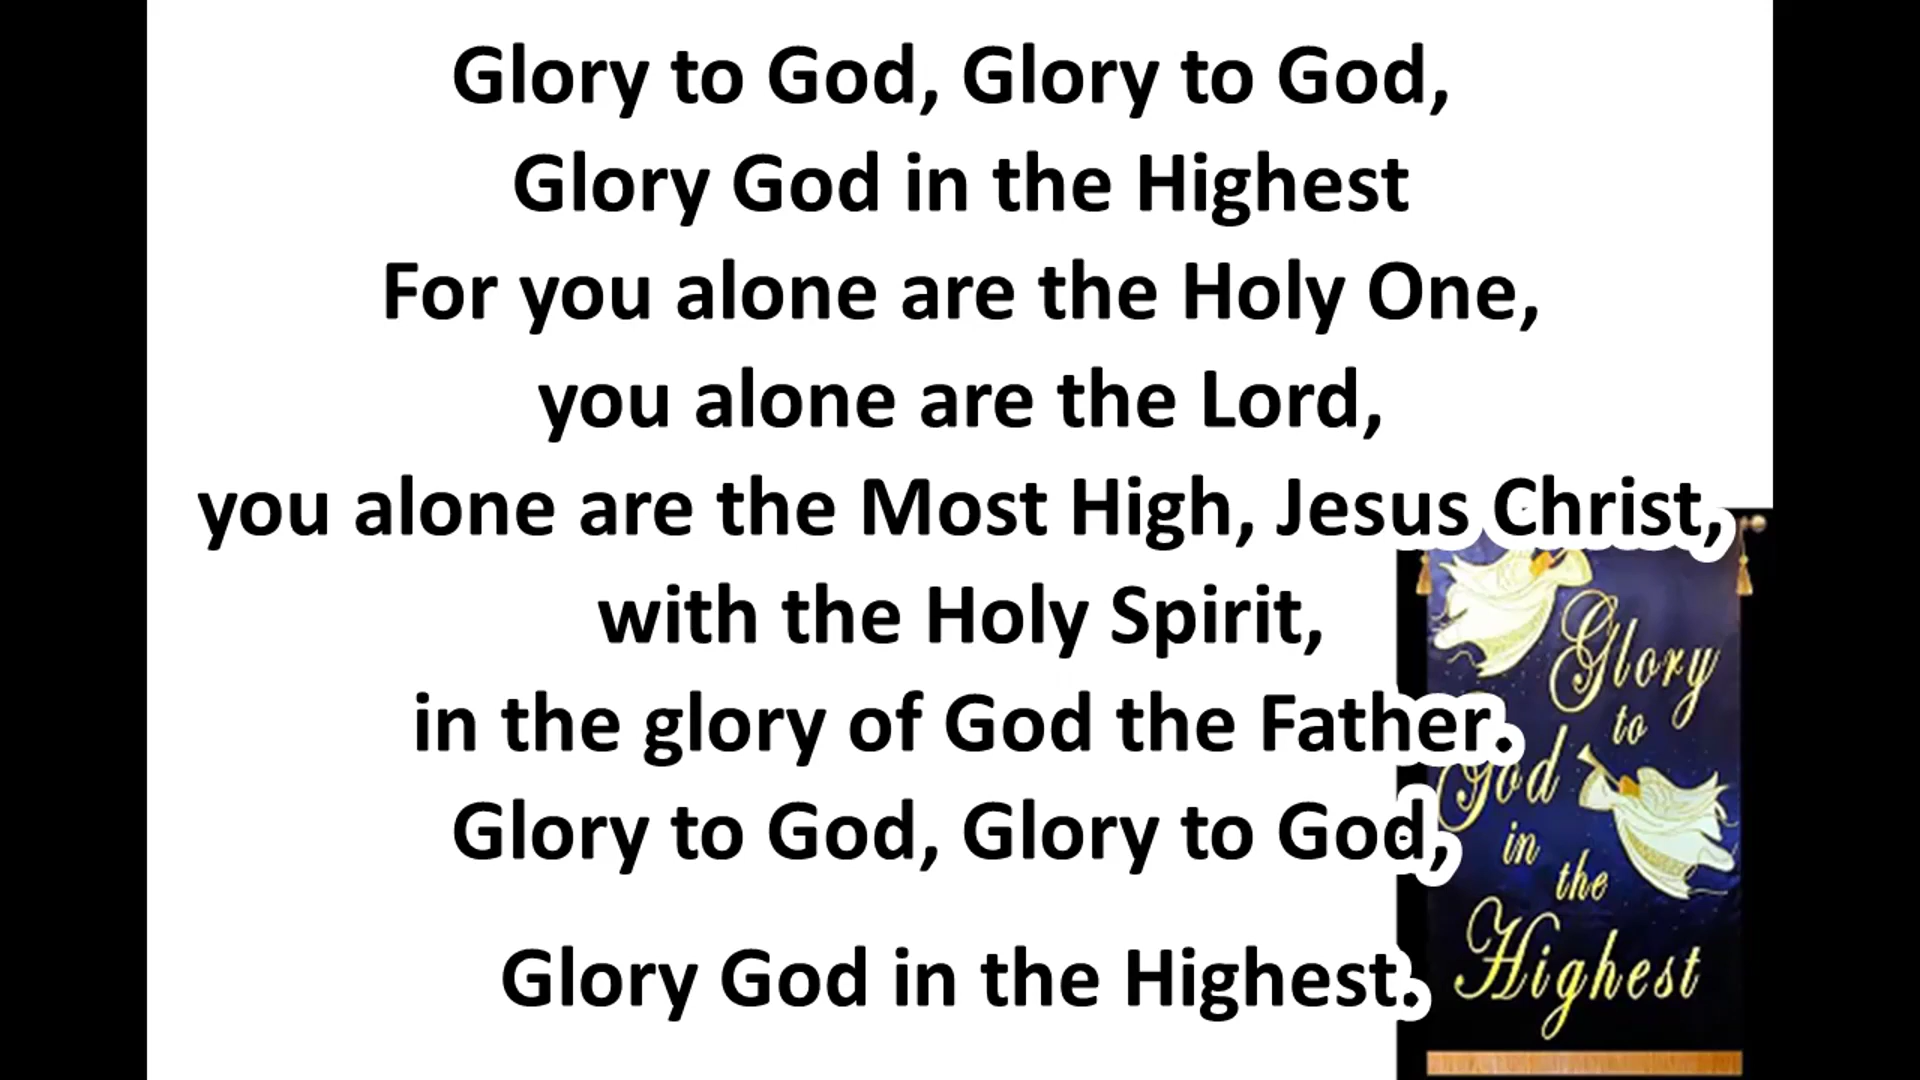 Glory to God, Glory to God,
Glory God in the Highest
For you alone are the Holy One,
you alone are the Lord,
you alone are the Most High, Jesus Christ,
with the Holy Spirit,
in the glory of God the Father.
Glory to God, Glory to God,
Glory God in the Highest.
Glory
to
God
in
the
Highest